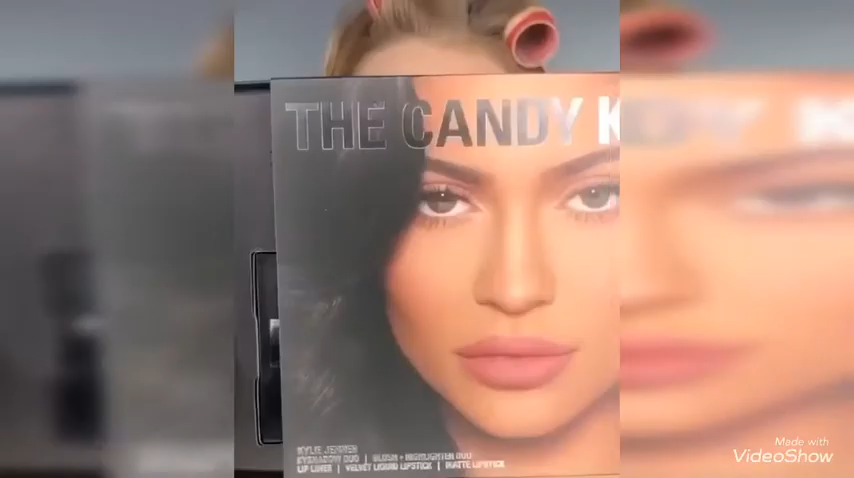 THE CANDY K
KYLIE JENNER
EYESHADOW DUO | BLUSH + HIGHLIGHTER DUO
LIP LINER | VELVET LIQUID LIPSTICK | MATTE LIPSTICK
Made with
VideoShow